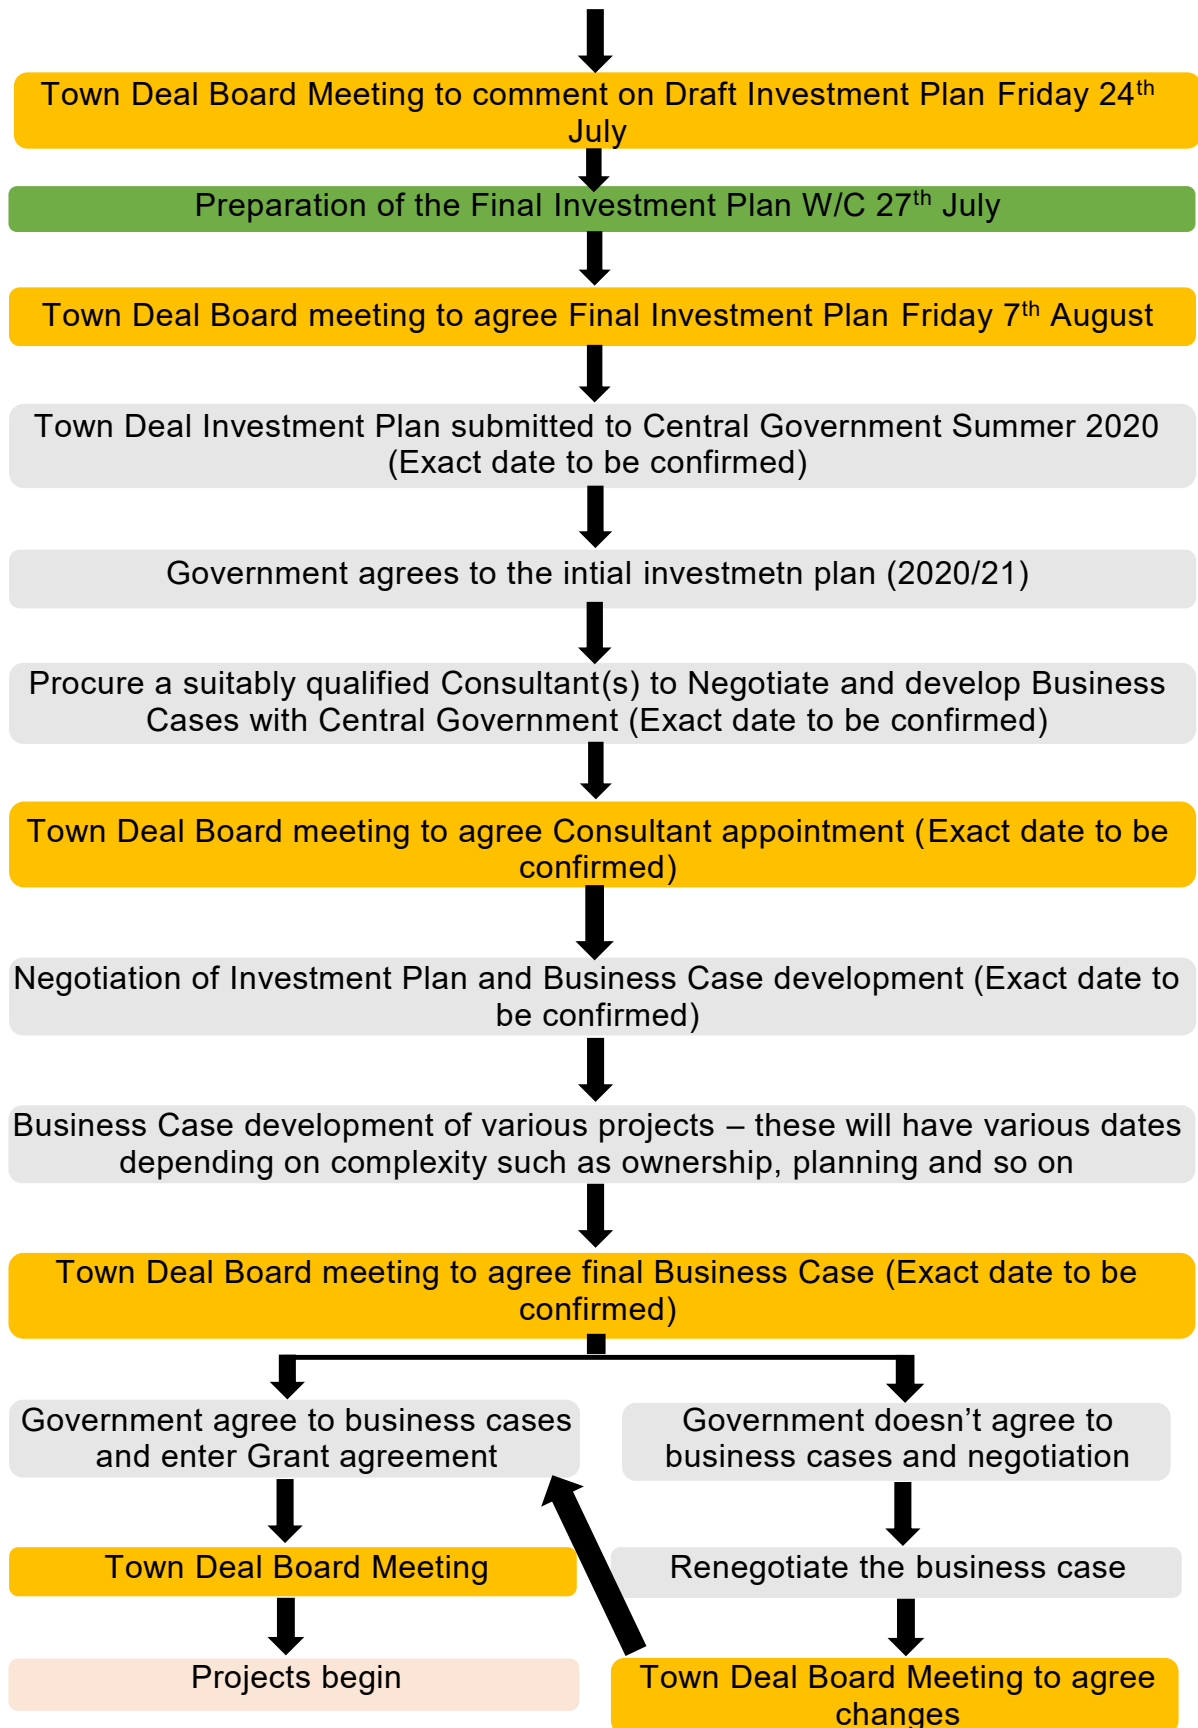 Town Deal Board Meeting to comment on Draft Investment Plan Friday 24th
July
Preparation of the Final Investment Plan W/C 27th July
Town Deal Board meeting to agree Final Investment Plan Friday 7th August
Town Deal Investment Plan submitted to Central Government Summer 2020
(Exact date to be confirmed)
Government agrees to the intial investmetn plan (2020/21)
Procure a suitably qualified Consultant(s) to Negotiate and develop Business
Cases with Central Government (Exact date to be confirmed)
Town Deal Board meeting to agree Consultant appointment (Exact date to be
confirmed)
Negotiation of Investment Plan and Business Case development (Exact date to
be confirmed)
Business Case development of various projects – these will have various dates
depending on complexity such as ownership, planning and so on
Town Deal Board meeting to agree final Business Case (Exact date to be
confirmed)
Government agree to business cases
and enter Grant agreement
Government doesn’t agree to
business cases and negotiation
Town Deal Board Meeting
Renegotiate the business case
Projects begin
Town Deal Board Meeting to agree
changes